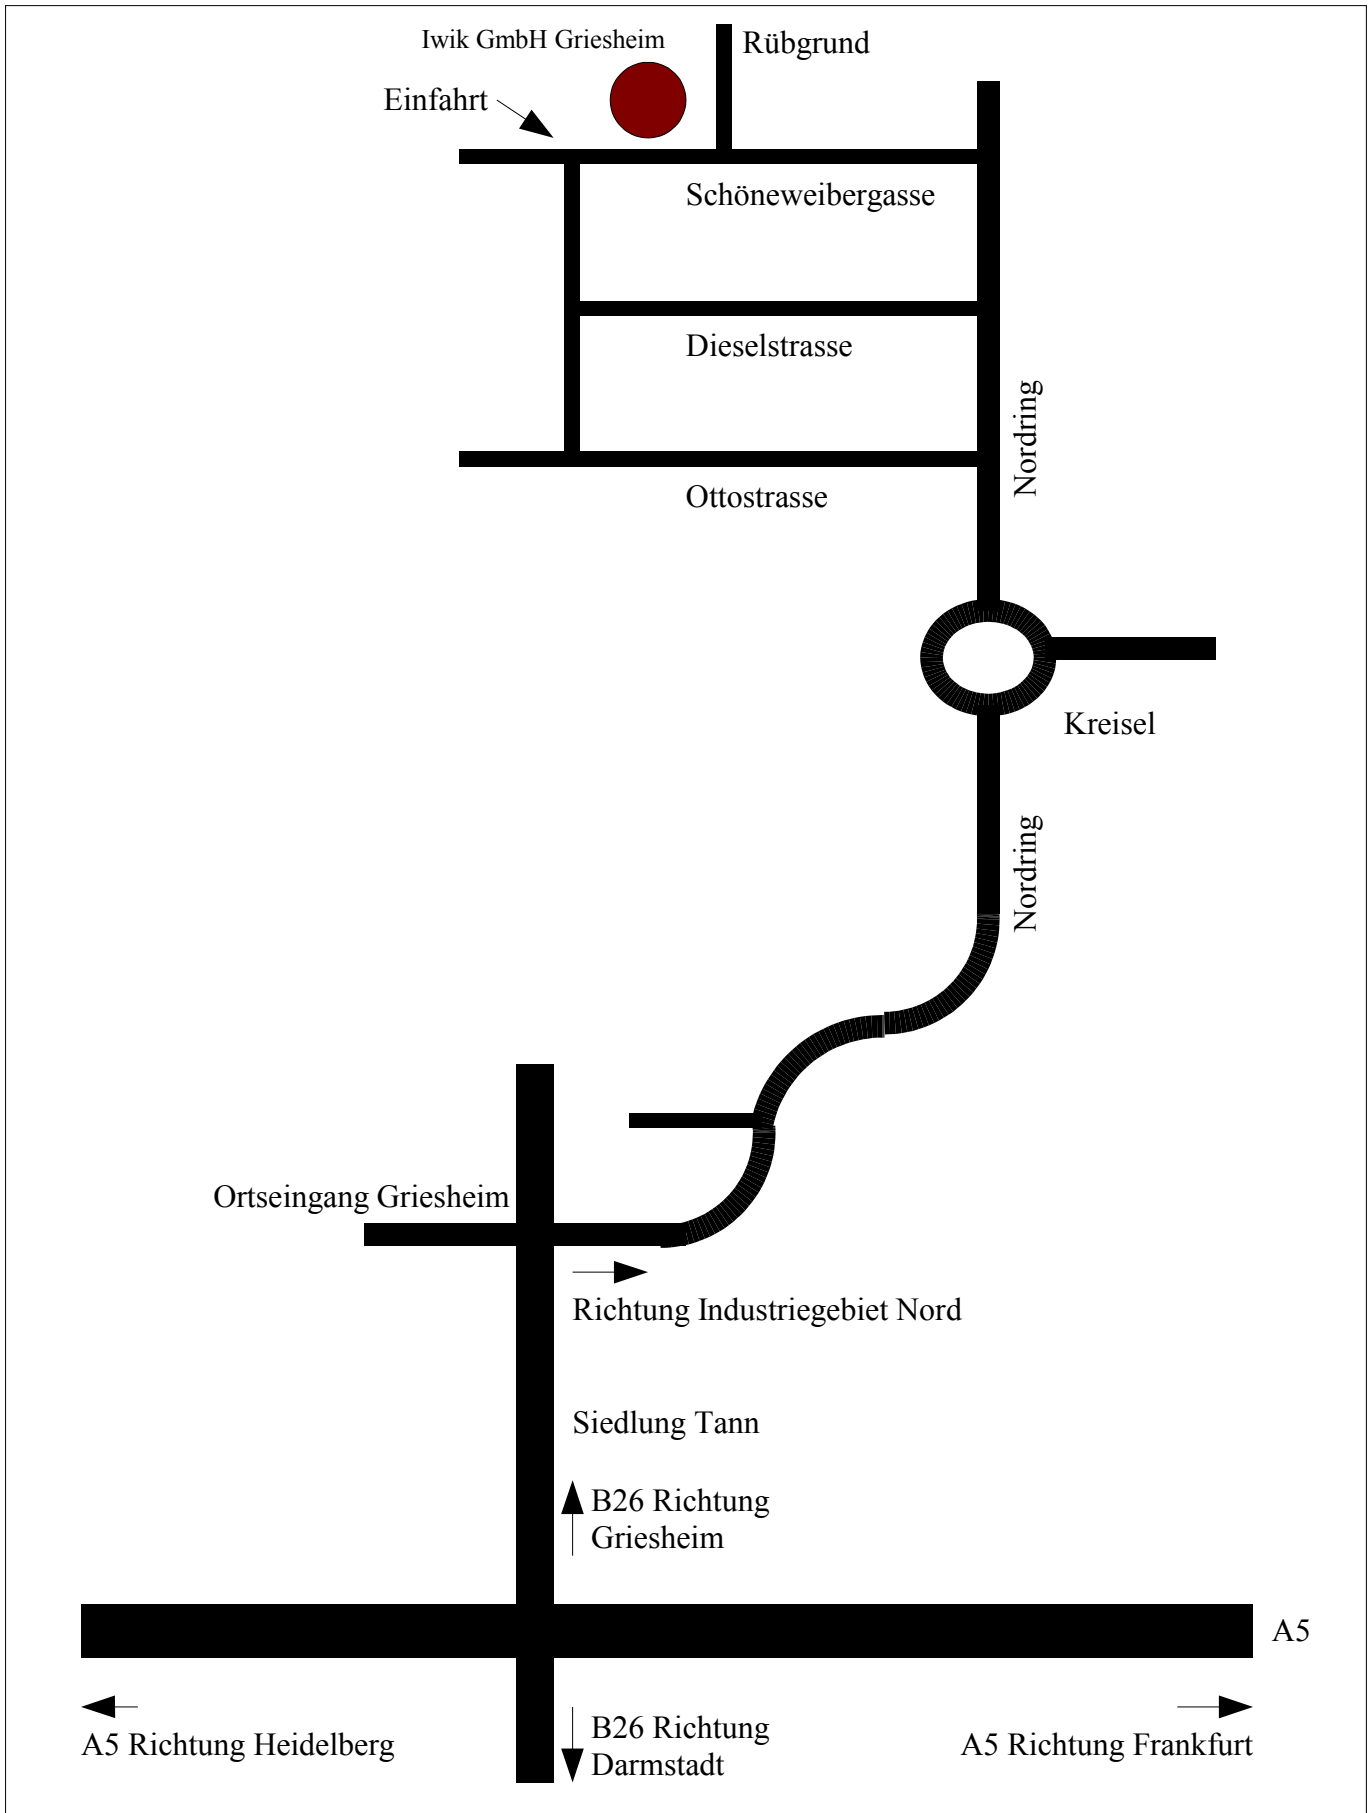 Iwik GmbH Griesheim
Rübgrund
Einfahrt
Schöneweibergasse
Dieselstrasse
Nordring
Ottostrasse
Kreisel
Nordring
Ortseingang Griesheim
Richtung Industriegebiet Nord
Siedlung Tann
B26 Richtung
Griesheim
A5
A5 Richtung Heidelberg
B26 Richtung
Darmstadt
A5 Richtung Frankfurt